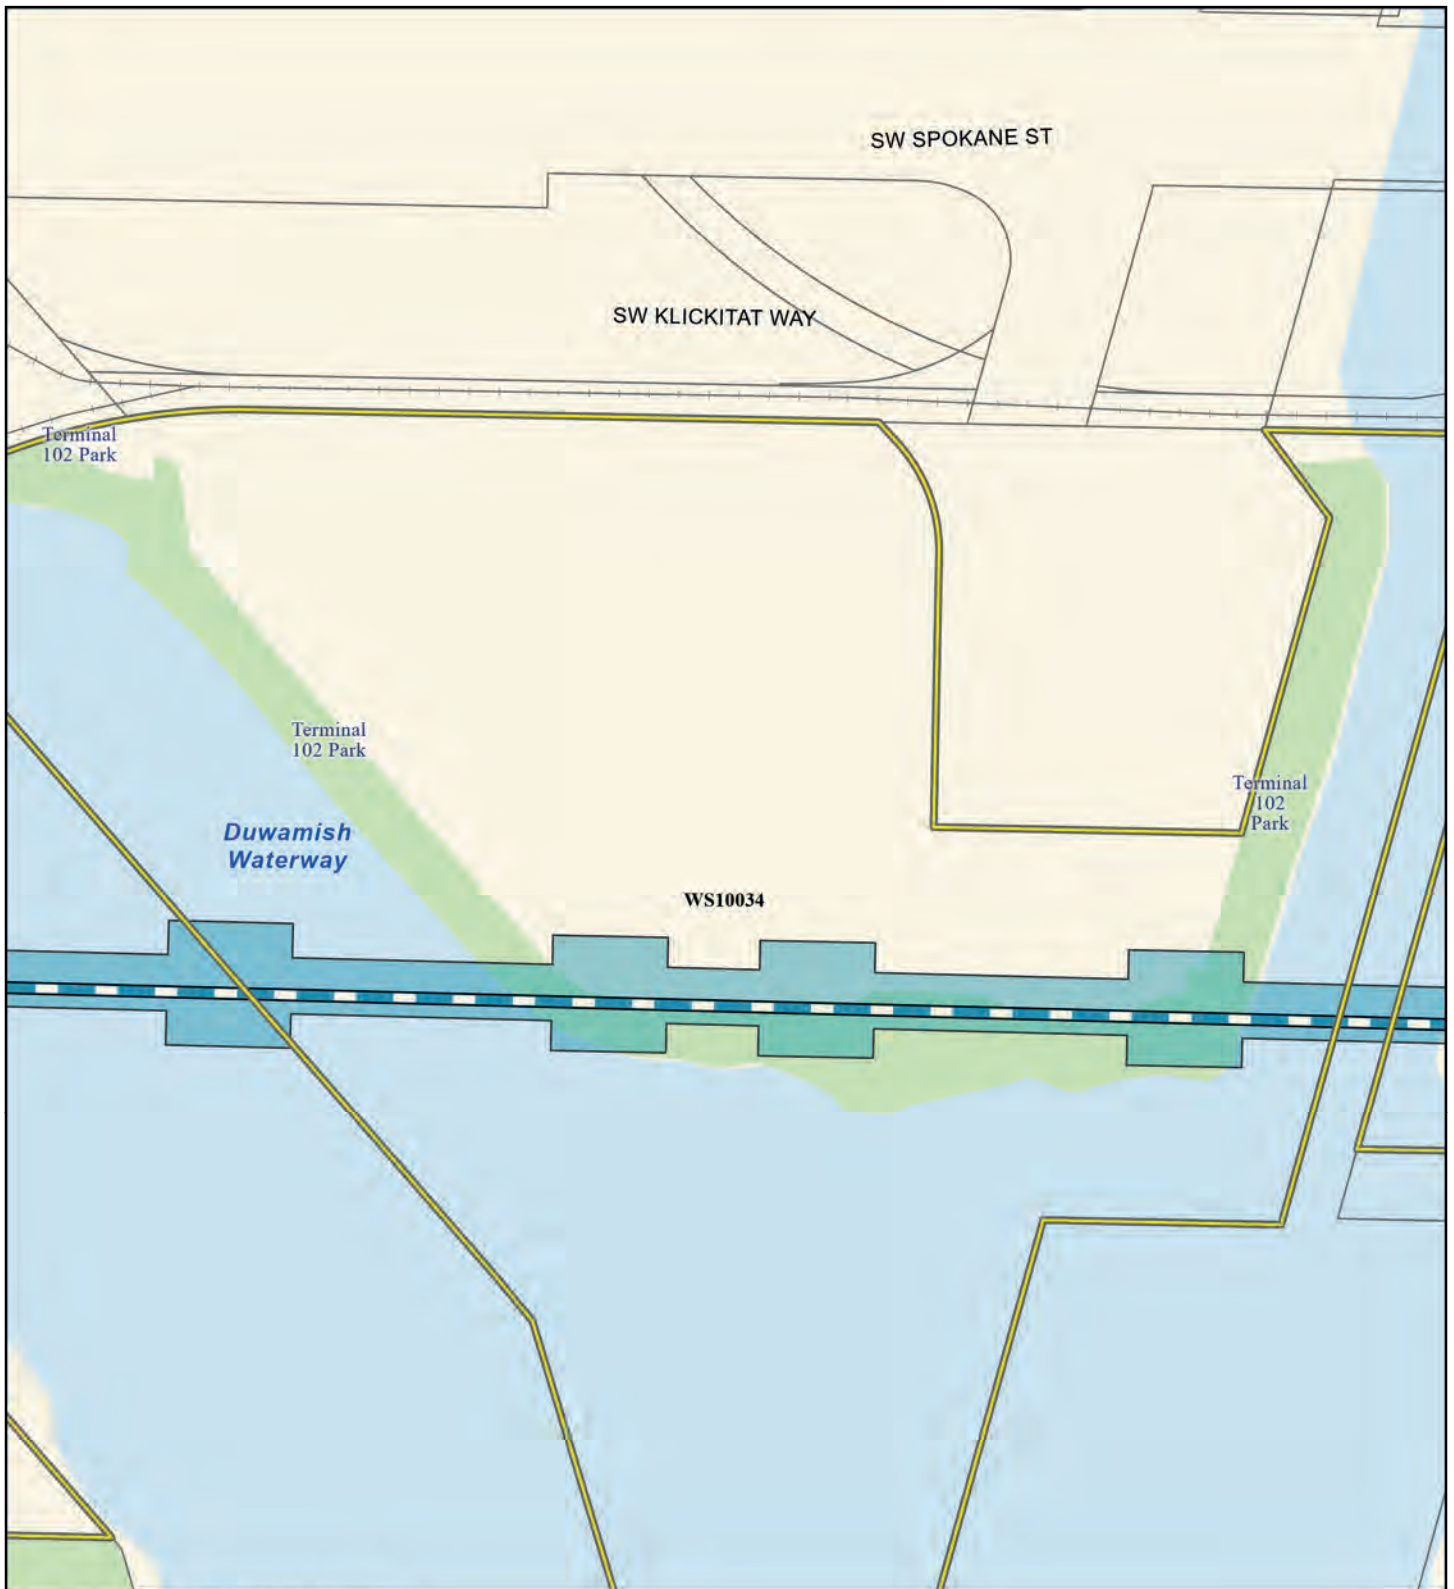 SW SPOKANE ST
SW KLICKITAT WAY
Terminal
102 Park
Terminal
102 Park
Terminal
102
Park
Duwamish
Waterway
WS10034